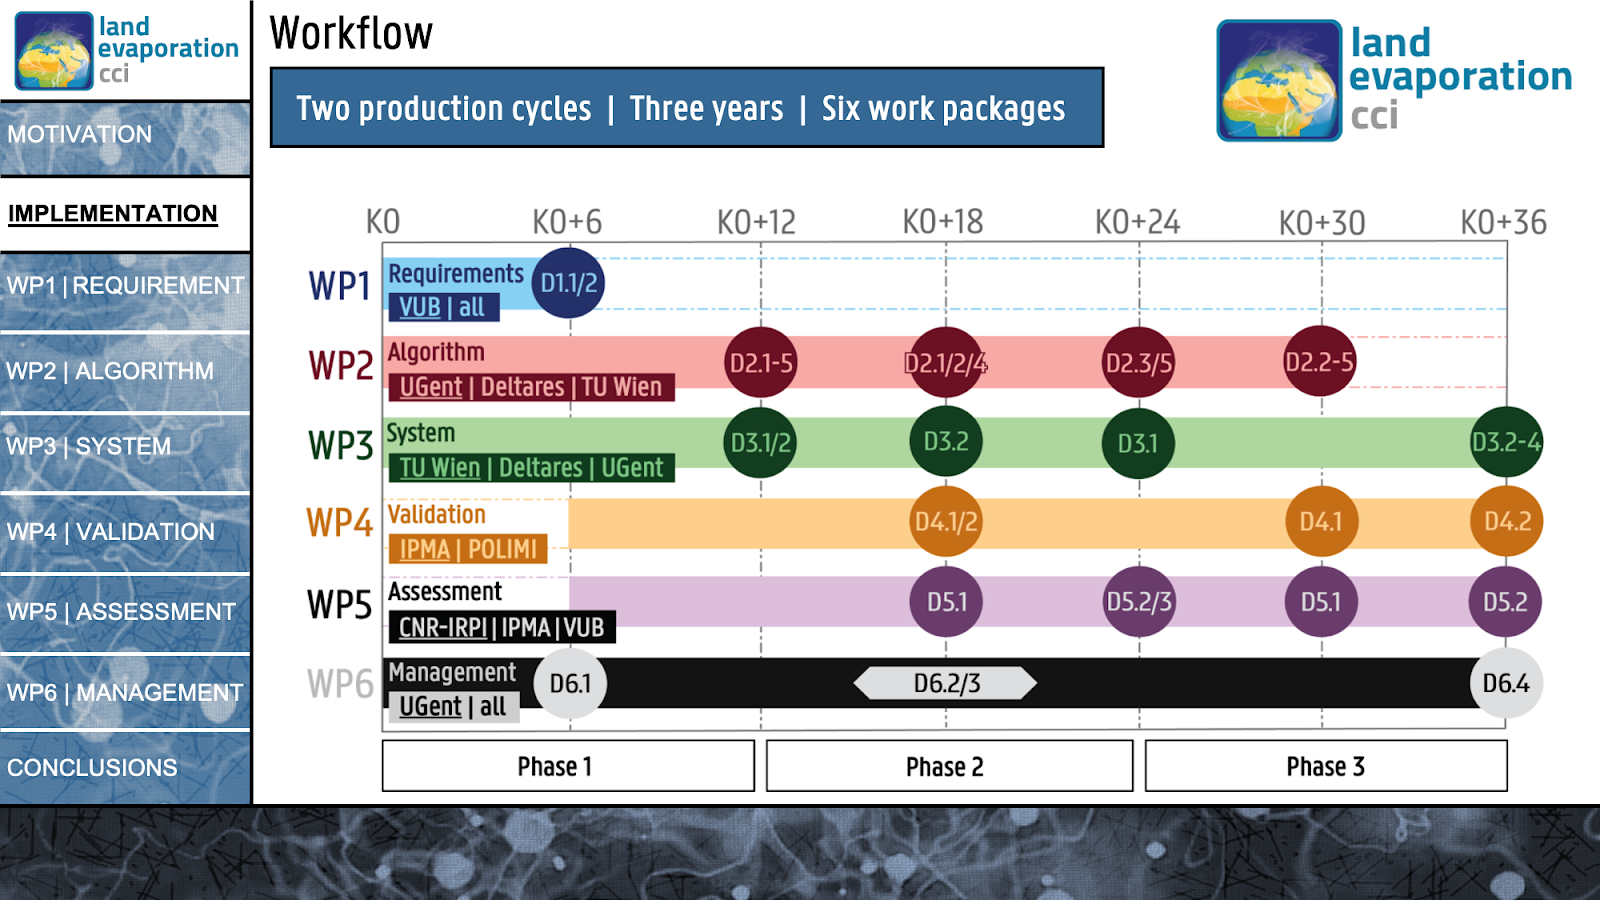 land
evaporation
cci
MOTIVATION
IMPLEMENTATION
WP1 | REQUIREMENT
WP2 | ALGORITHM
WP3 | SYSTEM
WP4 | VALIDATION
WP5 | ASSESSMENT
WP6 | MANAGEMENT
CONCLUSIONS
Workflow
Two production cycles | Three years | Six work packages
land
evaporation
cci
K0 K0+6 K0+12 K0+18 K0+24 K0+30 K0+36
WP1 Requirements D1.1/2
VUB | all
WP2 Algorithm D2.1-5 D2.1/2/4 D2.3/5 D2.2-5
UGent | Deltares | TU Wien
WP3 System D3.1/2 D3.2 D3.1 D3.2-4
TU Wien | Deltares | UGent
WP4 Validation D4.1/2 D4.1 D4.2
IPMA | POLIMI
WP5 Assessment D5.1 D5.2/3 D5.1 D5.2
CNR-IRPI | IPMA | VUB
WP6 Management D6.1 D6.2/3 D6.4
UGent | all
Phase 1 Phase 2 Phase 3